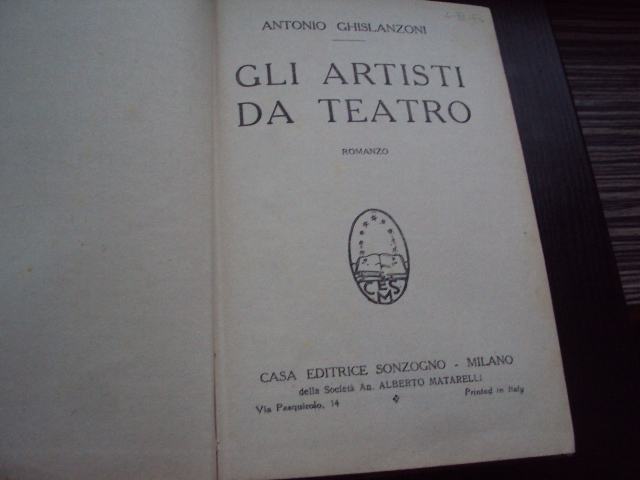 ANTONIO GHISLANZONI
GLI ARTISTI
DA TEATRO
ROMANZO
CESM
CASA EDITRICE SONZOGNO - MILANO
della Società An. ALBERTO MATARELLI
Via Pasquirolo, 14
Printed in Italy